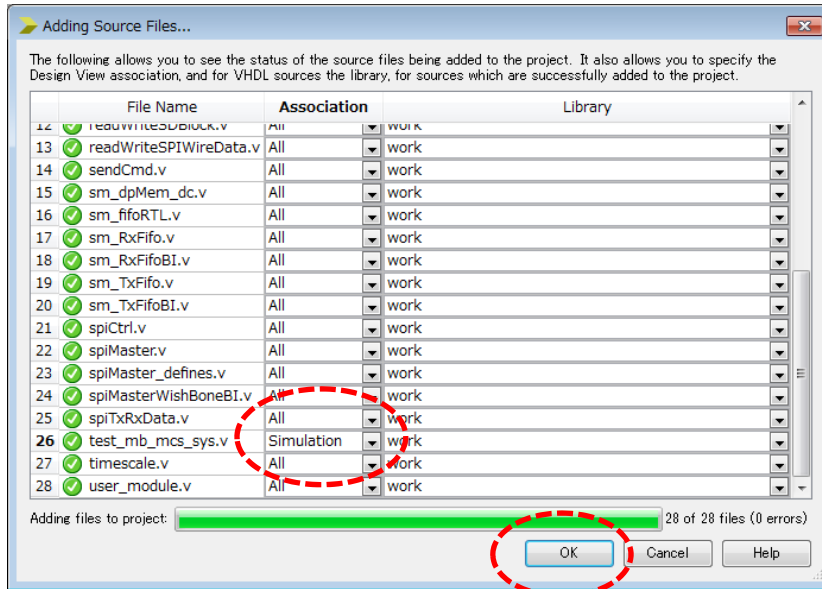 Adding Source Files...
The following allows you to see the status of the source files being added to the project. It also allows you to specify the
Design View association, and for VHDL sources the library, for sources which are successfully added to the project.
File Name Association Library
12 readWriteSDBlock.v All work
13 readWriteSPIWireData.v All work
14 sendCmd.v All work
15 sm_dpMem_dc.v All work
16 sm_fifoRTL.v All work
17 sm_RxFifo.v All work
18 sm_RxFifoBI.v All work
19 sm_TxFifo.v All work
20 sm_TxFifoBI.v All work
21 spiCtrl.v All work
22 spiMaster.v All work
23 spiMaster_defines.v All work
24 spiMasterWishBoneBI.v All work
25 spiTxRxData.v All work
26 test_mb_mcs_sys.v Simulation work
27 timescale.v All work
28 user_module.v All work
Adding files to project: 28 of 28 files (0 errors)
OK Cancel Help